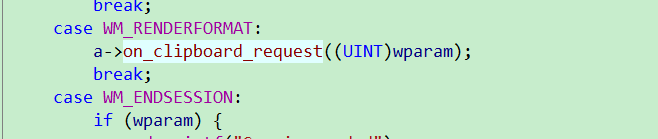 break;
case WM_RENDERFORMAT:
a->on_clipboard_request((UINT)wparam);
break;
case WM_ENDSESSION:
if (wparam) {